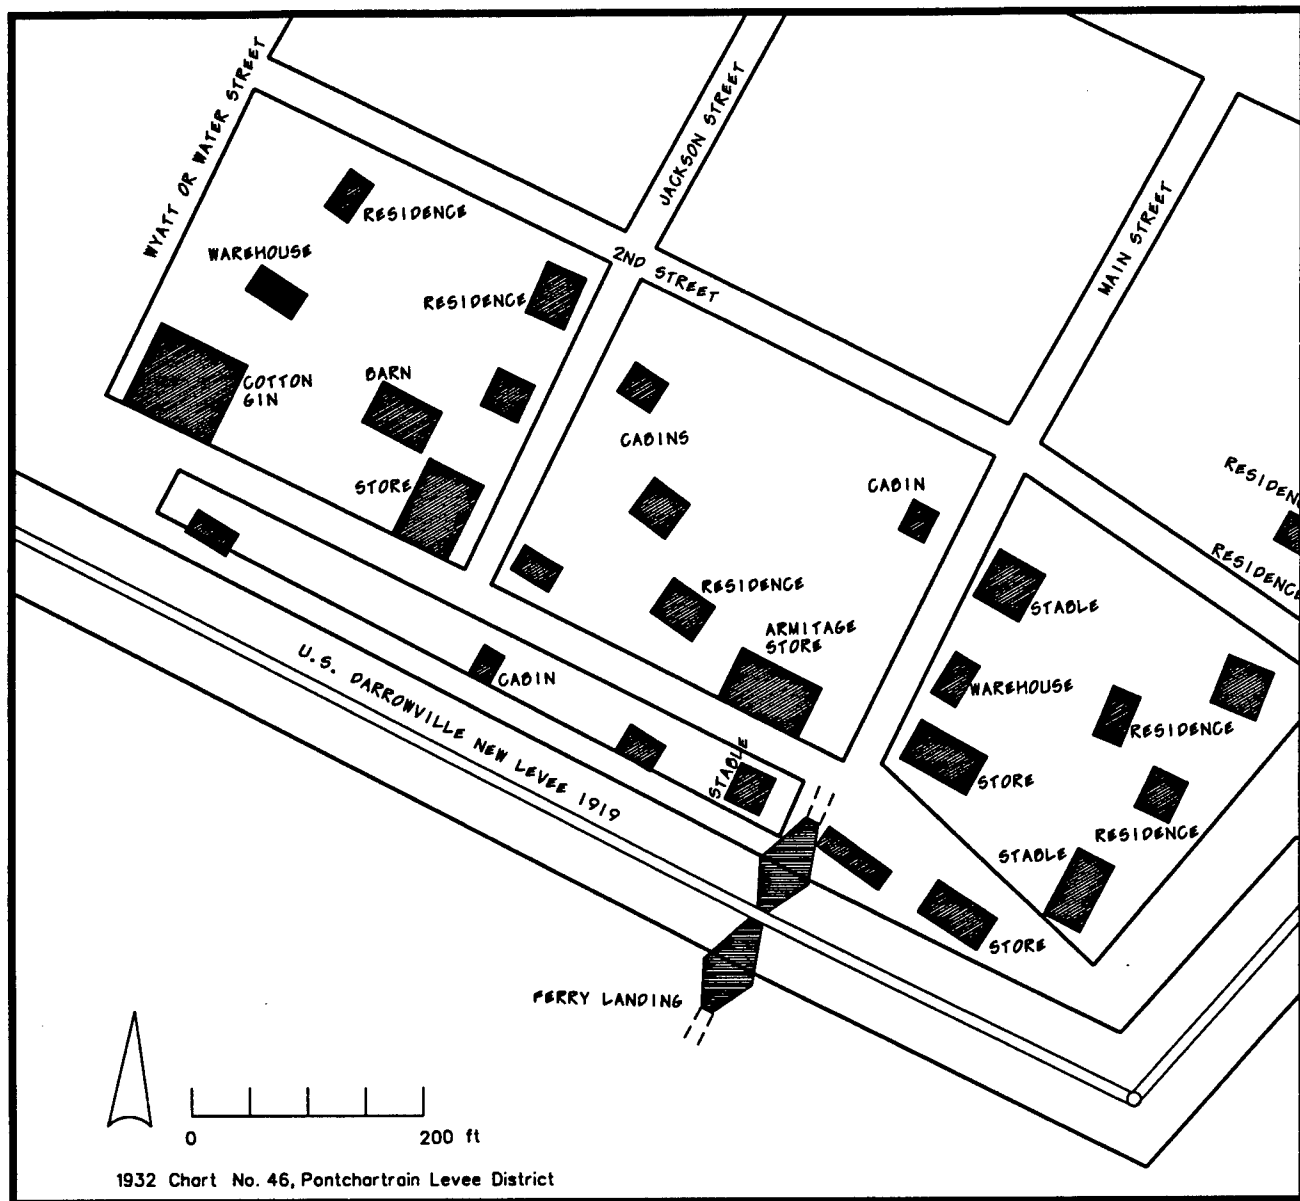 WYATT OR WATER STREET
JACKSON STREET
MAIN STREET
2ND STREET
RESIDENCE
WAREHOUSE
RESIDENCE
COTTON
GIN
BARN
STORE
CABINS
CABIN
RESIDENCE
ARMITAGE
STORE
RESIDENCE
STABLE
WAREHOUSE
RESIDENCE
STORE
RESIDENCE
STABLE
STORE
CABIN
STABLE
U.S. DARROWVILLE NEW LEVEE 1919
FERRY LANDING
0
200 ft
1932 Chart No. 46, Pontchartrain Levee District